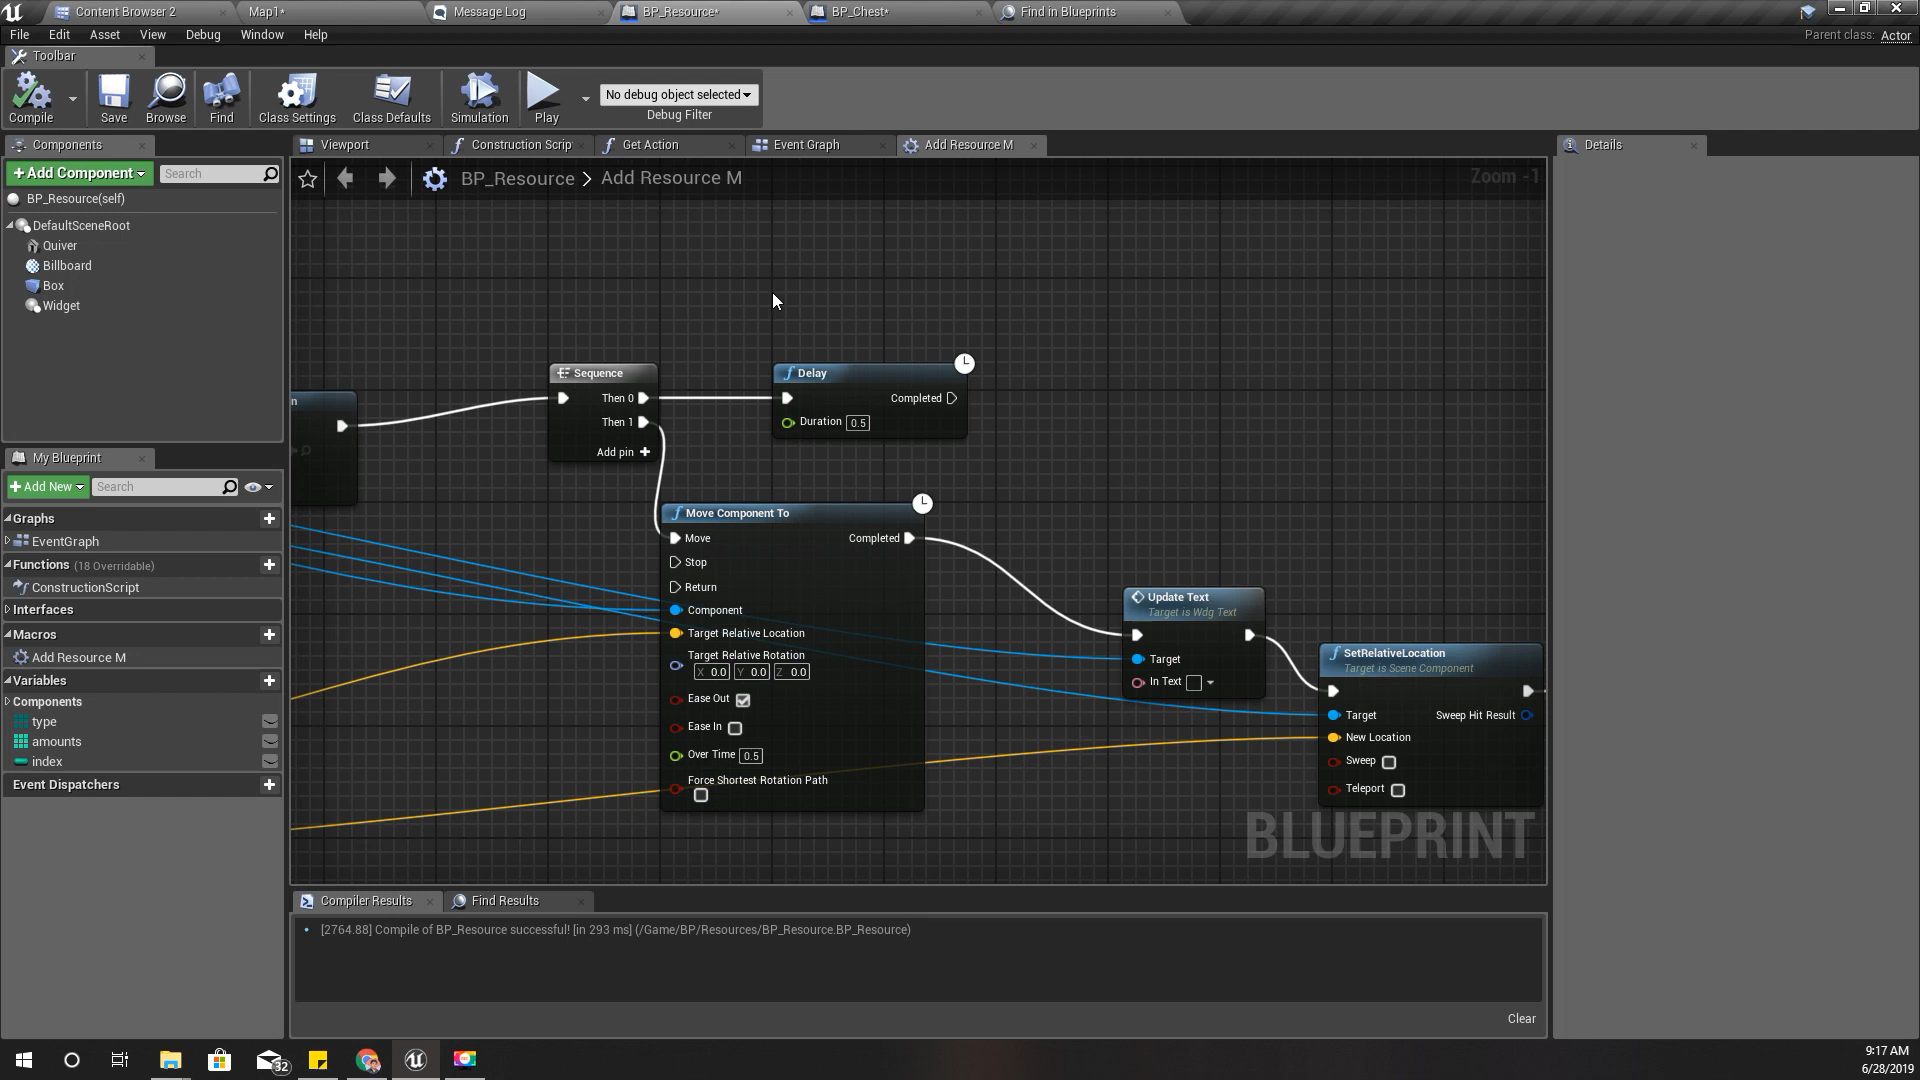 Content Browser 2
Map1*
Message Log
BP_Resource*
BP_Chest*
Find in Blueprints
File Edit Asset View Debug Window Help
Parent class: Actor
Toolbar
Compile Save Browse Find Class Settings Class Defaults Simulation Play
No debug object selected
Debug Filter
Components
+ Add Component
Search
BP_Resource(self)
DefaultSceneRoot
Quiver
Billboard
Box
Widget
My Blueprint
+ Add New
Search
Graphs
EventGraph
Functions (18 Overridable)
ConstructionScript
Interfaces
Macros
Add Resource M
Variables
Components
type
amounts
index
Event Dispatchers
Viewport
Construction Scrip
Get Action
Event Graph
Add Resource M
BP_Resource > Add Resource M
Zoom -1
n
Sequence
Then 0
Then 1
Add pin +
Delay
Completed
Duration 0.5
Move Component To
Move Completed
Stop
Return
Component
Target Relative Location
Target Relative Rotation
X 0.0 Y 0.0 Z 0.0
Ease Out
Ease In
Over Time 0.5
Force Shortest Rotation Path
Update Text
Target is Wdg Text
Target
In Text
SetRelativeLocation
Target is Scene Component
Target Sweep Hit Result
New Location
Sweep
Teleport
BLUEPRINT
Compiler Results
Find Results
[2764.88] Compile of BP_Resource successful! [in 293 ms] (/Game/BP/Resources/BP_Resource.BP_Resource)
Clear
Details
32
9:17 AM
6/28/2019